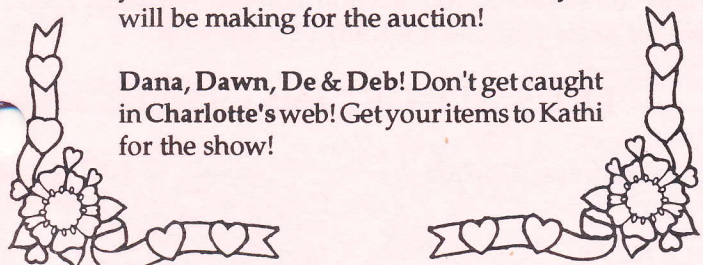 will be making for the auction!
Dana, Dawn, De & Deb! Don't get caught
in Charlotte's web! Get your items to Kathi
for the show!